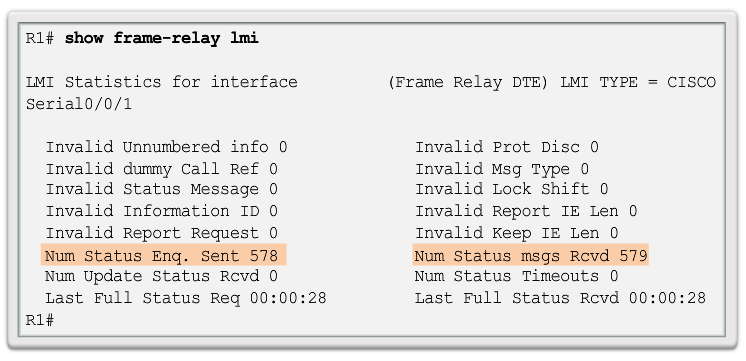 R1# show frame-relay lmi
LMI Statistics for interface (Frame Relay DTE) LMI TYPE = CISCO
Serial0/0/1
Invalid Unnumbered info 0 Invalid Prot Disc 0
Invalid dummy Call Ref 0 Invalid Msg Type 0
Invalid Status Message 0 Invalid Lock Shift 0
Invalid Information ID 0 Invalid Report IE Len 0
Invalid Report Request 0 Invalid Keep IE Len 0
Num Status Enq. Sent 578 Num Status msgs Rcvd 579
Num Update Status Rcvd 0 Num Status Timeouts 0
Last Full Status Req 00:00:28 Last Full Status Rcvd 00:00:28
R1#